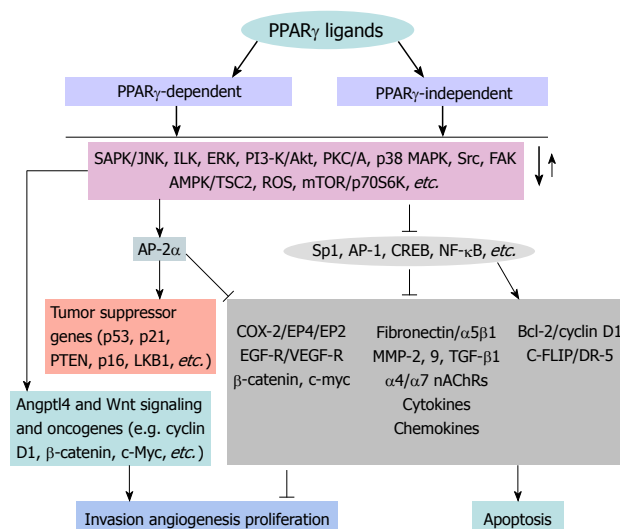 PPARγ ligands
PPARγ-dependent
PPARγ-independent
SAPK/JNK, ILK, ERK, PI3-K/Akt, PKC/A, p38 MAPK, Src, FAK
AMPK/TSC2, ROS, mTOR/p70S6K, etc.
AP-2α
Sp1, AP-1, CREB, NF-κB, etc.
Tumor suppressor
genes (p53, p21,
PTEN, p16, LKB1, etc.)
COX-2/EP4/EP2
EGF-R/VEGF-R
β-catenin, c-myc
Fibronectin/α5β1
MMP-2, 9, TGF-β1
α4/α7 nAChRs
Cytokines
Chemokines
Bcl-2/cyclin D1
C-FLIP/DR-5
Angptl4 and Wnt signaling
and oncogenes (e.g. cyclin
D1, β-catenin, c-Myc, etc.)
Invasion angiogenesis proliferation
Apoptosis